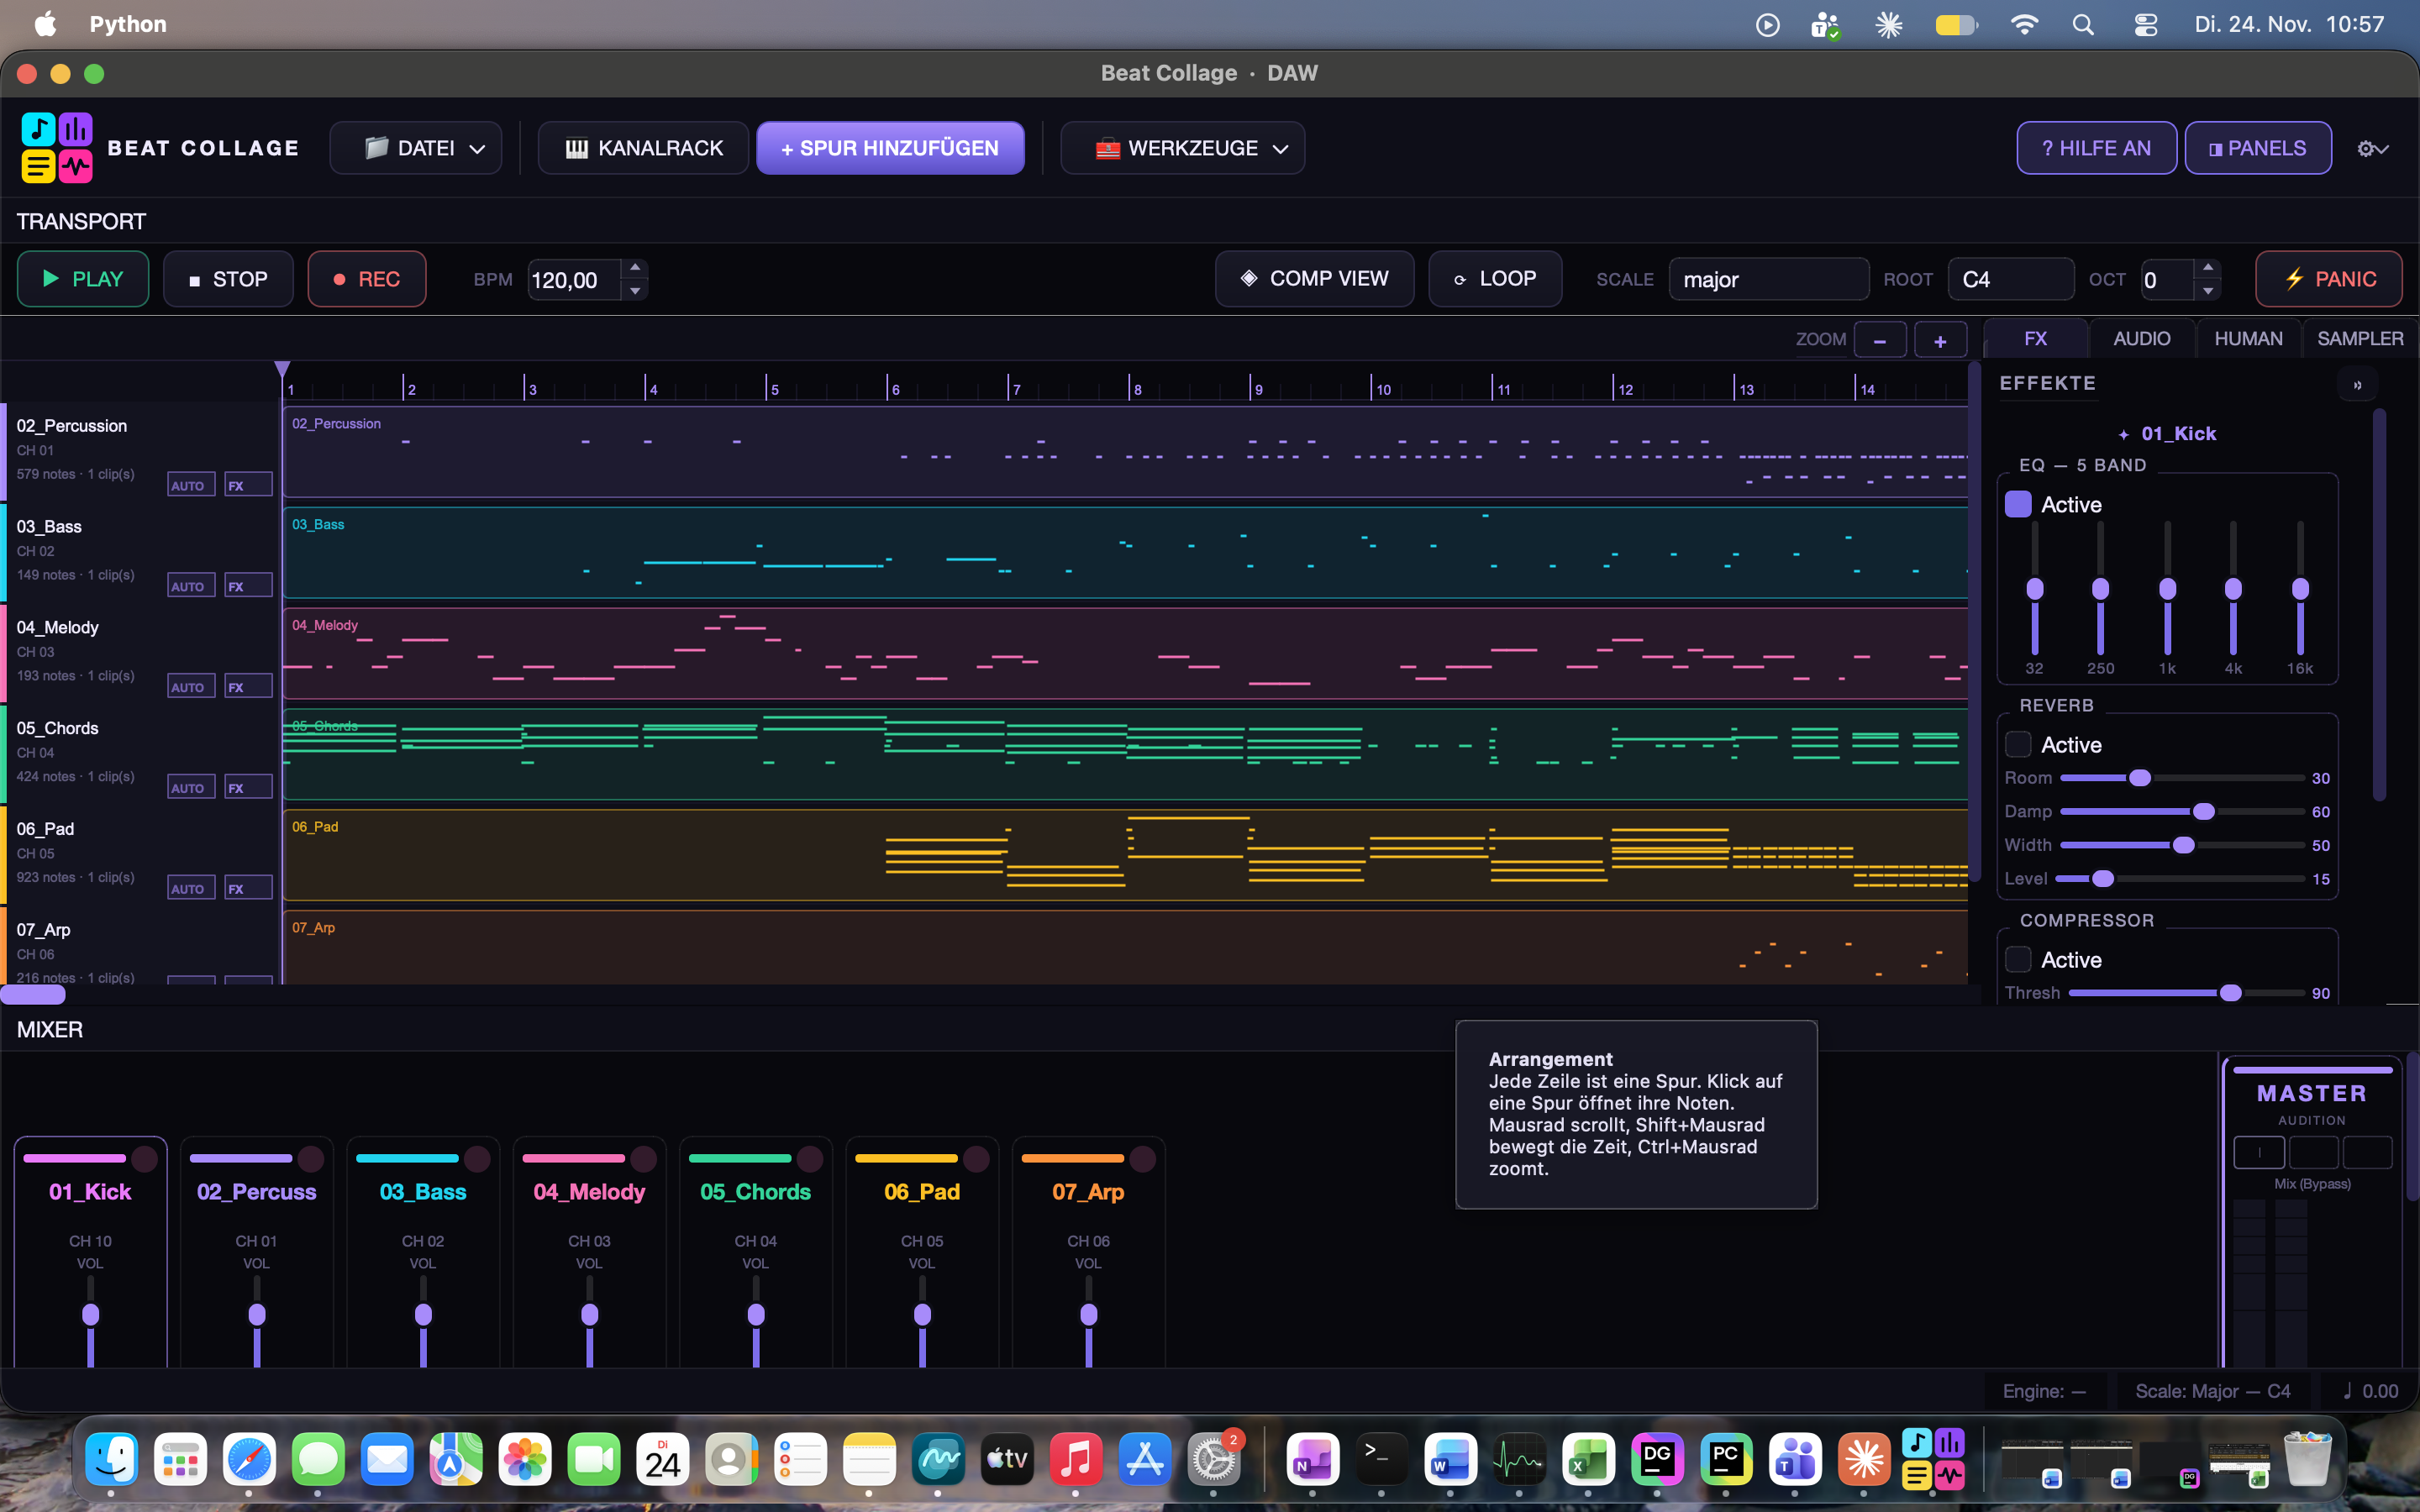 Python
Di. 24. Nov. 10:57
Beat Collage · DAW
BEAT COLLAGE
DATEI
KANALRACK
+ SPUR HINZUFÜGEN
WERKZEUGE
? HILFE AN
PANELS
TRANSPORT
PLAY
STOP
REC
BPM 120,00
COMP VIEW
LOOP
SCALE major
ROOT C4
OCT 0
PANIC
ZOOM − +
FX AUDIO HUMAN SAMPLER
1 2 3 4 5 6 7 8 9 10 11 12 13 14
02_Percussion
CH 01
579 notes · 1 clip(s)
AUTO FX
02_Percussion
03_Bass
CH 02
149 notes · 1 clip(s)
AUTO FX
03_Bass
04_Melody
CH 03
193 notes · 1 clip(s)
AUTO FX
04_Melody
05_Chords
CH 04
424 notes · 1 clip(s)
AUTO FX
05_Chords
06_Pad
CH 05
923 notes · 1 clip(s)
AUTO FX
06_Pad
07_Arp
CH 06
216 notes · 1 clip(s)
07_Arp
EFFEKTE
01_Kick
EQ — 5 BAND
Active
32 250 1k 4k 16k
REVERB
Active
Room 30
Damp 60
Width 50
Level 15
COMPRESSOR
Active
Thresh 90
MIXER
01_Kick
CH 10
VOL
02_Percuss
CH 01
VOL
03_Bass
CH 02
VOL
04_Melody
CH 03
VOL
05_Chords
CH 04
VOL
06_Pad
CH 05
VOL
07_Arp
CH 06
VOL
Arrangement
Jede Zeile ist eine Spur. Klick auf
eine Spur öffnet ihre Noten.
Mausrad scrollt, Shift+Mausrad
bewegt die Zeit, Ctrl+Mausrad
zoomt.
MASTER
AUDITION
Mix (Bypass)
Engine: —
Scale: Major — C4
♩ 0.00
Di
24
tv
2
N
>_
W
X
DG
PC
T